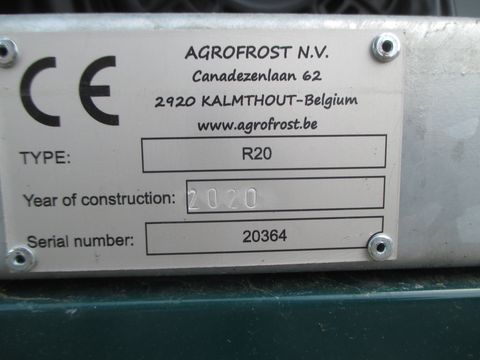 CE
AGROFROST N.V.
Canadezenlaan 62
2920 KALMTHOUT-Belgium
www.agrofrost.be
TYPE: R20
Year of construction: 2020
Serial number: 20364